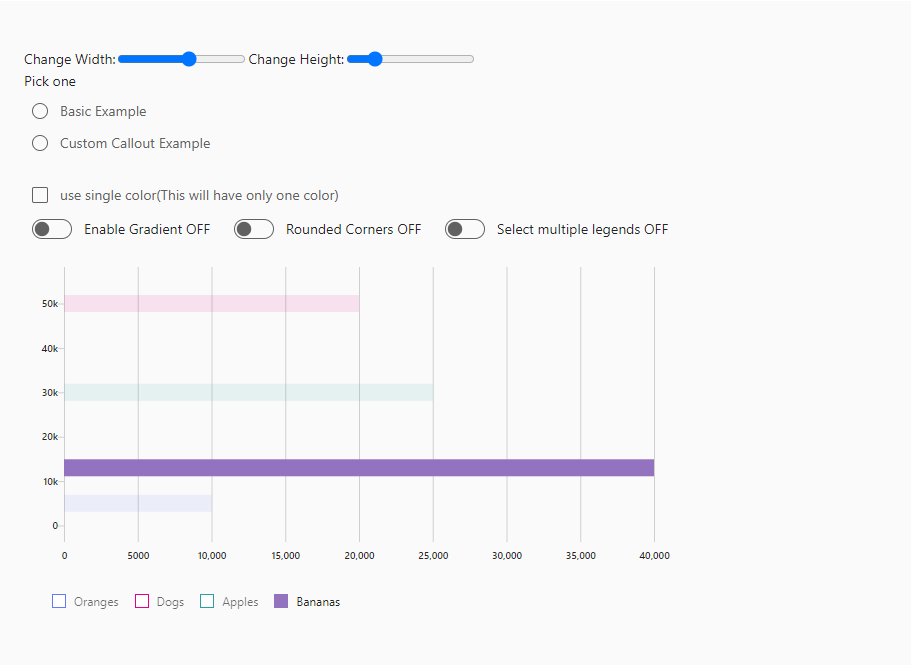 Change Width: Change Height:
Pick one
Basic Example
Custom Callout Example
use single color(This will have only one color)
Enable Gradient OFF Rounded Corners OFF Select multiple legends OFF
50k
40k
30k
20k
10k
0
0 5000 10,000 15,000 20,000 25,000 30,000 35,000 40,000
Oranges Dogs Apples Bananas